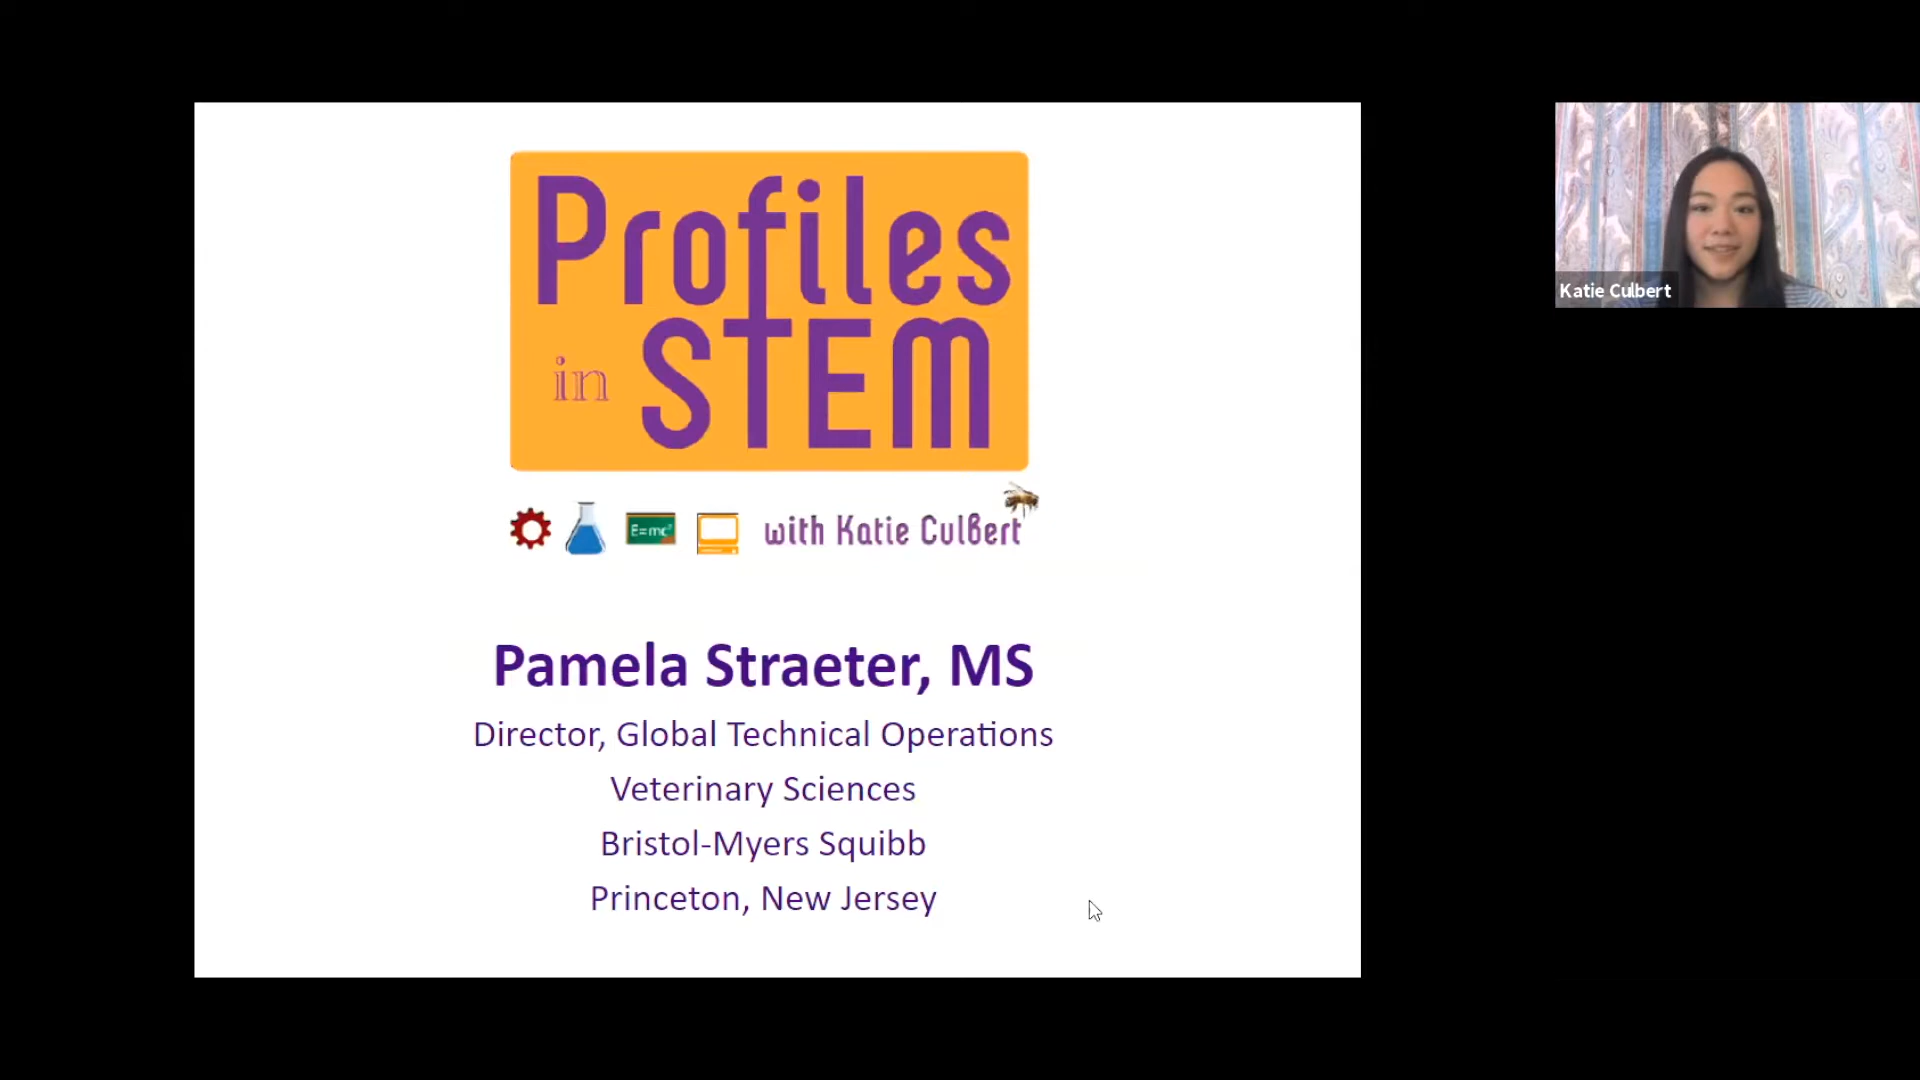 Profiles
in STEM
E=mc²
with Katie Culbert
Pamela Straeter, MS
Director, Global Technical Operations
Veterinary Sciences
Bristol-Myers Squibb
Princeton, New Jersey
Katie Culbert